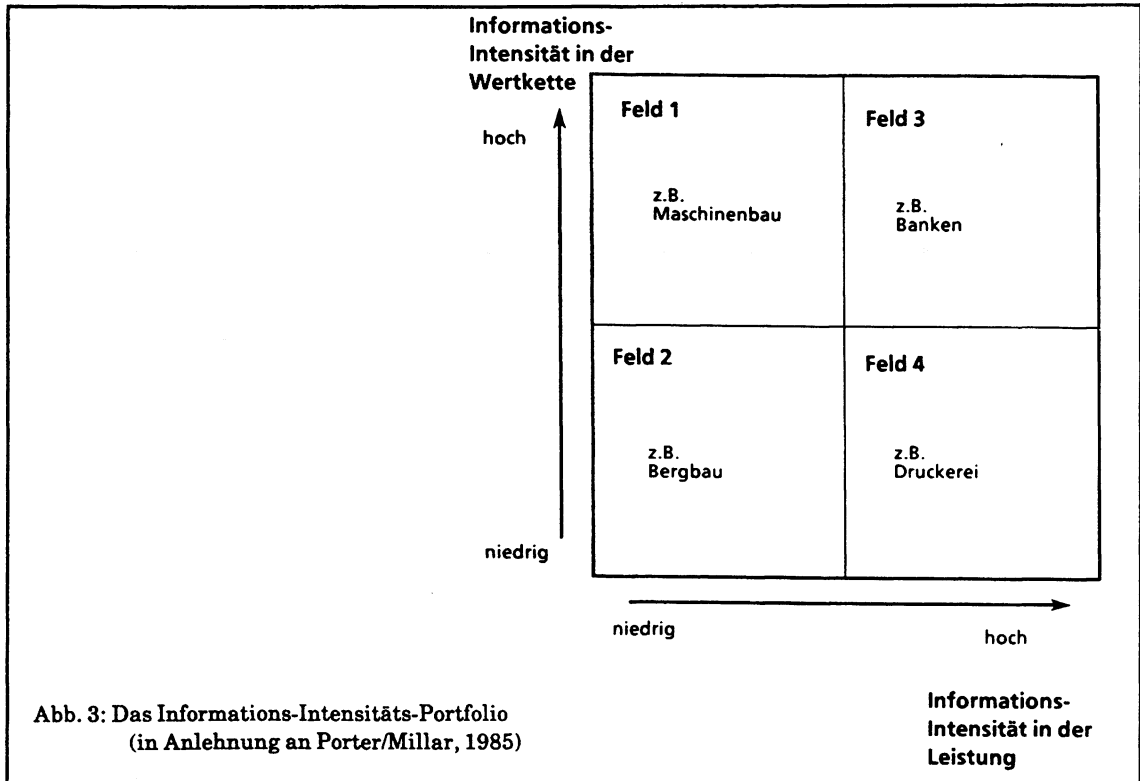 Informations-
Intensität in der
Wertkette
hoch
Feld 1
Feld 3
z.B.
Maschinenbau
z.B.
Banken
Feld 2
Feld 4
z.B.
Bergbau
z.B.
Druckerei
niedrig
niedrig
hoch
Informations-
Intensität in der
Leistung
Abb. 3: Das Informations-Intensitäts-Portfolio
(in Anlehnung an Porter/Millar, 1985)